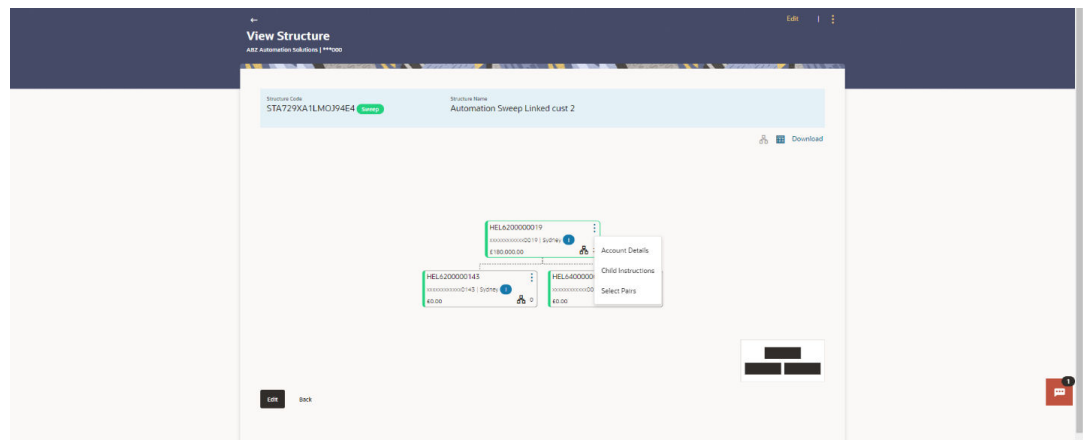 ←
Edit | ⋮
View Structure
ABZ Automation Solutions | ***000
Structure Code
STA729XA1LMOJ94E4 Sweep
Structure Name
Automation Sweep Linked cust 2
Download
HEL6200000019
xxxxxxxxxxxx0019 | Sydney I
£180,000.00
Account Details
Child Instructions
Select Pairs
HEL6200000143
xxxxxxxxxxxx0143 | Sydney I
£0.00
0
HEL6400000
£0.00
Edit
Back
1